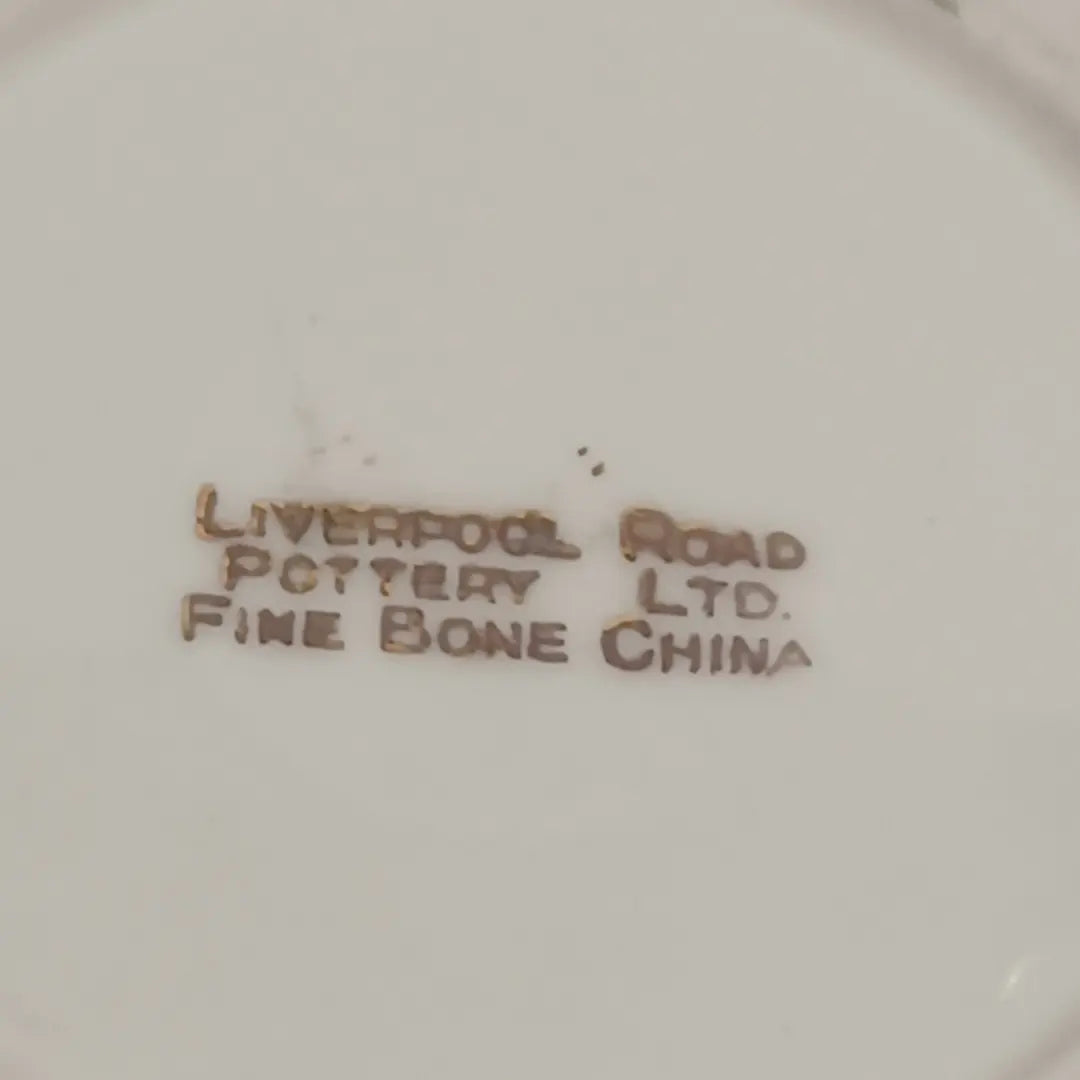 LIVERPOOL ROAD
POTTERY LTD.
FINE BONE CHINA